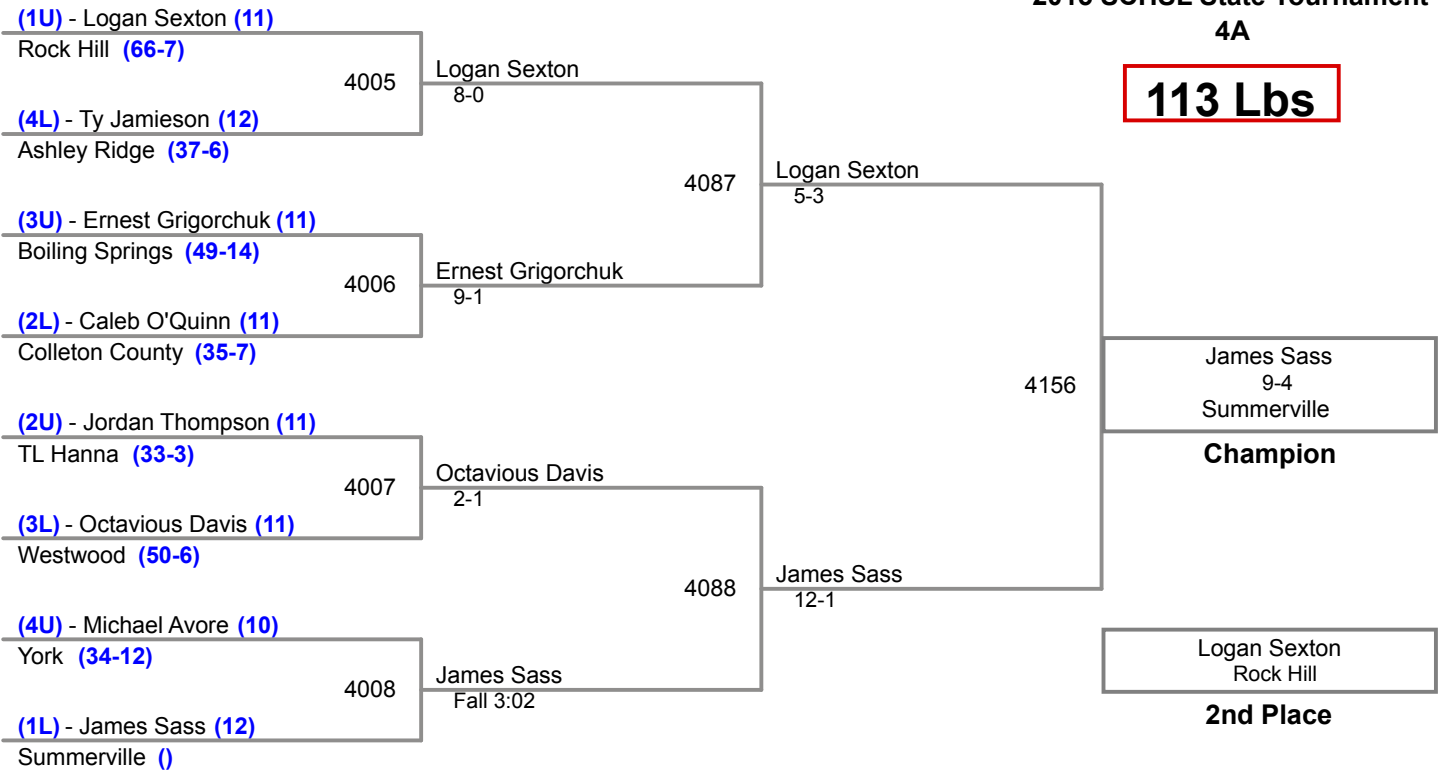 2016 SCHSL State Tournament
4A
113 Lbs
(1U) - Logan Sexton (11)
Rock Hill (66-7)
4005
Logan Sexton
8-0
(4L) - Ty Jamieson (12)
Ashley Ridge (37-6)
4087
Logan Sexton
5-3
(3U) - Ernest Grigorchuk (11)
Boiling Springs (49-14)
4006
Ernest Grigorchuk
9-1
(2L) - Caleb O'Quinn (11)
Colleton County (35-7)
4156
James Sass
9-4
Summerville
Champion
(2U) - Jordan Thompson (11)
TL Hanna (33-3)
4007
Octavious Davis
2-1
(3L) - Octavious Davis (11)
Westwood (50-6)
4088
James Sass
12-1
(4U) - Michael Avore (10)
York (34-12)
4008
James Sass
Fall 3:02
(1L) - James Sass (12)
Summerville ()
Logan Sexton
Rock Hill
2nd Place